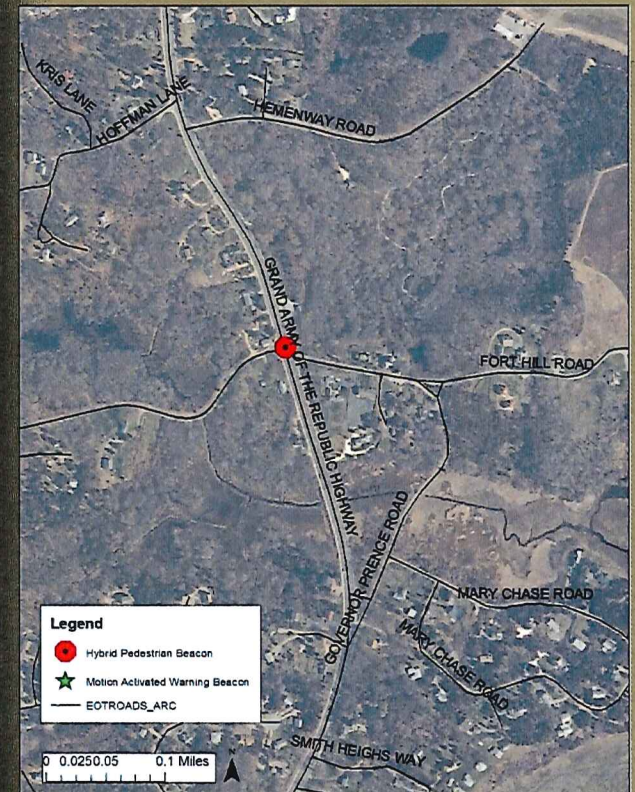 KRIS LANE
HOFFMAN LANE
HEMENWAY ROAD
GRAND ARMY OF THE REPUBLIC HIGHWAY
FORT HILL ROAD
GOVERNOR PRENCE ROAD
MARY CHASE ROAD
MARY CHASE ROAD
SMITH HEIGHS WAY
Legend
Hybrid Pedestrian Beacon
Motion Activated Warning Beacon
EOTROADS_ARC
0 0.0250.05 0.1 Miles
N